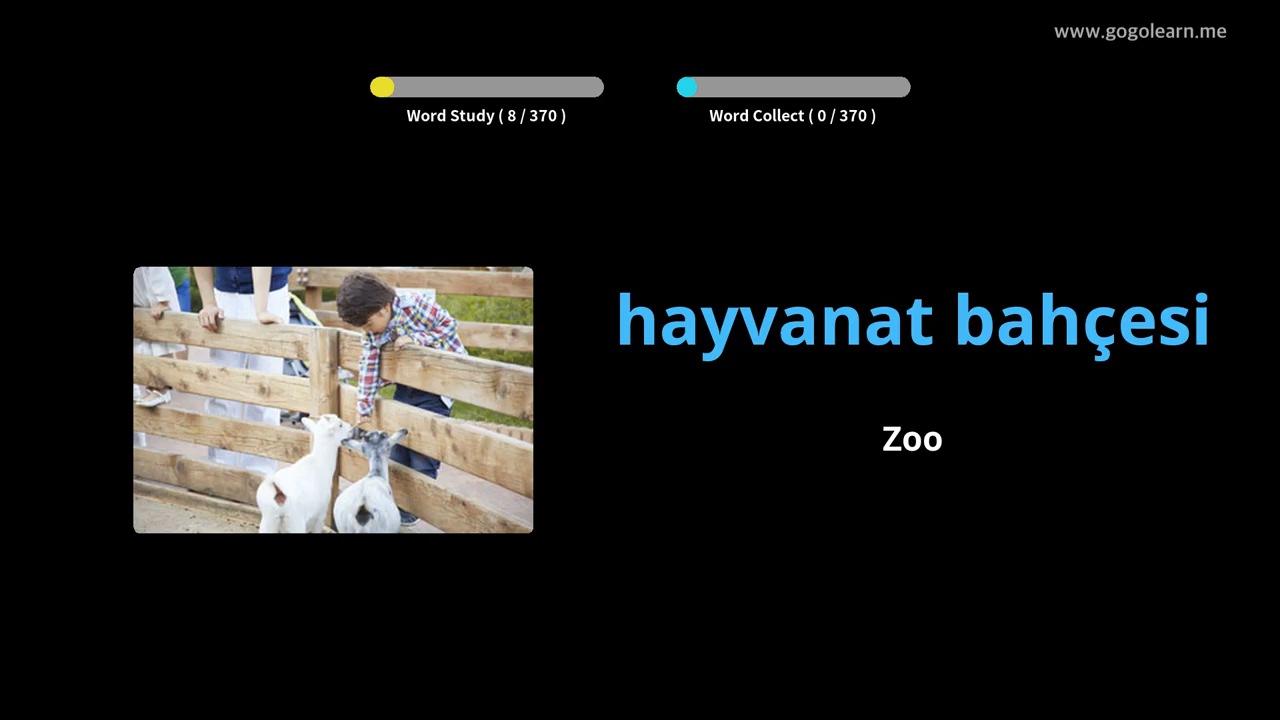 www.gogolearn.me
Word Study ( 8 / 370 )
Word Collect ( 0 / 370 )
hayvanat bahçesi
Zoo